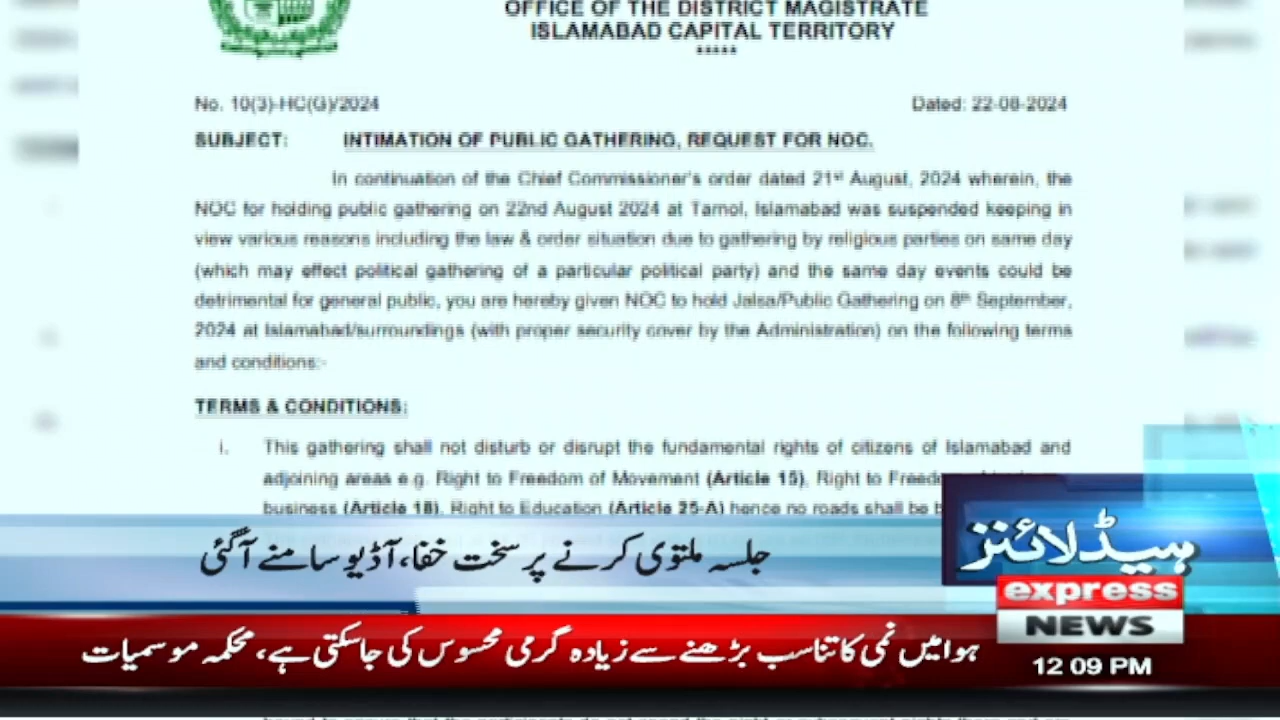 OFFICE OF THE DISTRICT MAGISTRATE
ISLAMABAD CAPITAL TERRITORY
*****
No. 10(3)-HC(G)/2024 Dated: 22-08-2024
SUBJECT: INTIMATION OF PUBLIC GATHERING, REQUEST FOR NOC.
In continuation of the Chief Commissioner's order dated 21st August, 2024 wherein, the
NOC for holding public gathering on 22nd August 2024 at Tarnol, Islamabad was suspended keeping in
view various reasons including the law & order situation due to gathering by religious parties on same day
(which may effect political gathering of a particular political party) and the same day events could be
detrimental for general public, you are hereby given NOC to hold Jalsa/Public Gathering on 8th September,
2024 at Islamabad/surroundings (with proper security cover by the Administration) on the following terms
and conditions:-
TERMS & CONDITIONS:
i. This gathering shall not disturb or disrupt the fundamental rights of citizens of Islamabad and
adjoining areas e.g. Right to Freedom of Movement (Article 15), Right to
business (Article 18), Right to Education (Article 25-A) hence no roads shall be
ہیڈلائنز
جلسہ ملتوی کرنے پر سخت خفا، آڈیو سامنے آگئی
express
NEWS
ہوا میں نمی کا تناسب بڑھنے سے زیادہ گرمی محسوس کی جاسکتی ہے، محکمہ موسمیات
12:09 PM